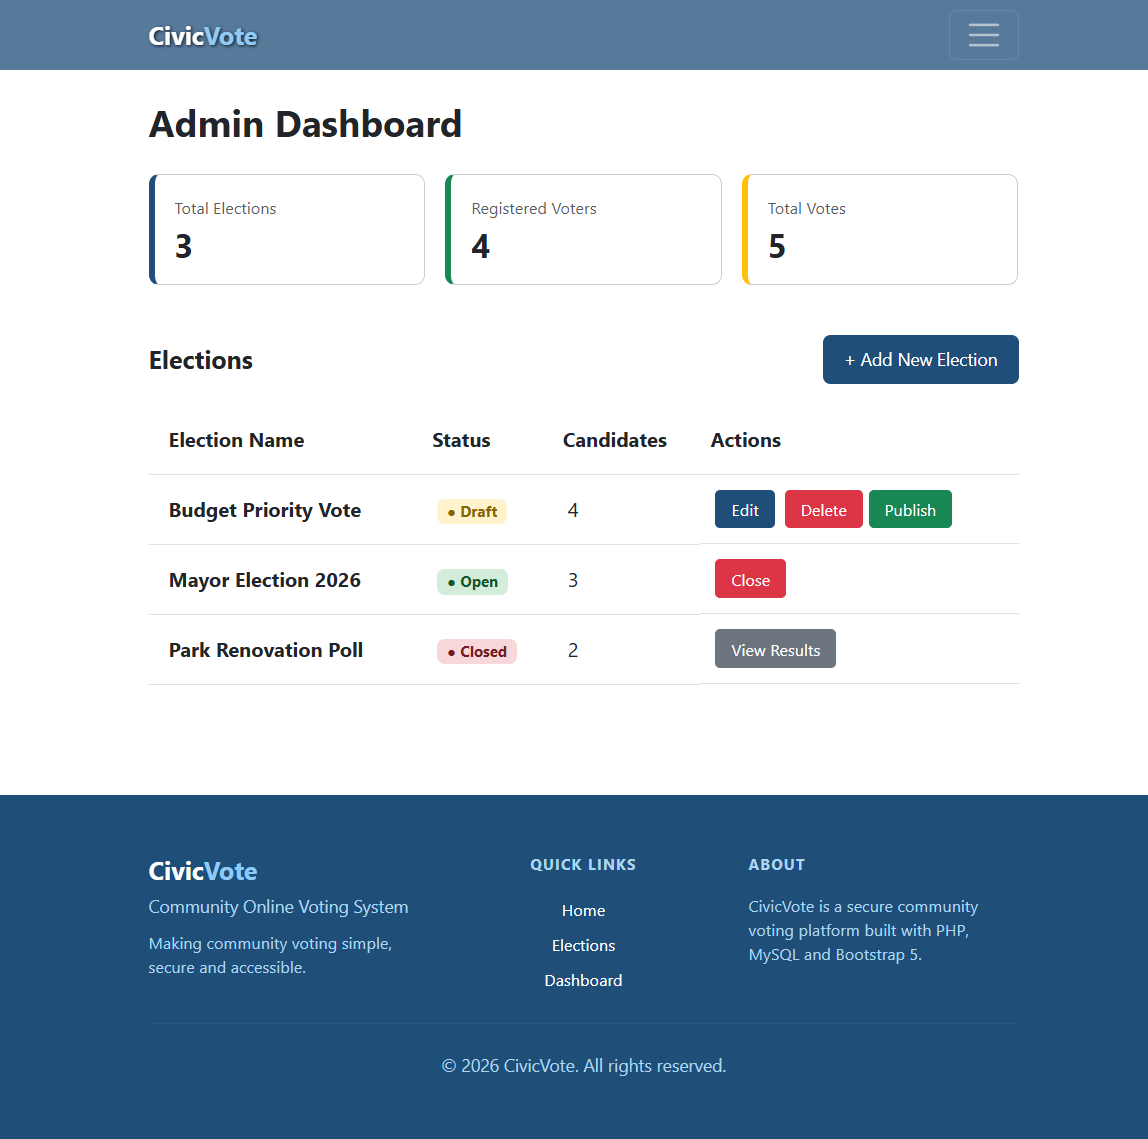 CivicVote
Admin Dashboard
Total Elections
3
Registered Voters
4
Total Votes
5
Elections
+ Add New Election
Election Name Status Candidates Actions
Budget Priority Vote ● Draft 4 Edit Delete Publish
Mayor Election 2026 ● Open 3 Close
Park Renovation Poll ● Closed 2 View Results
CivicVote
Community Online Voting System
Making community voting simple,
secure and accessible.
QUICK LINKS
Home
Elections
Dashboard
ABOUT
CivicVote is a secure community
voting platform built with PHP,
MySQL and Bootstrap 5.
© 2026 CivicVote. All rights reserved.